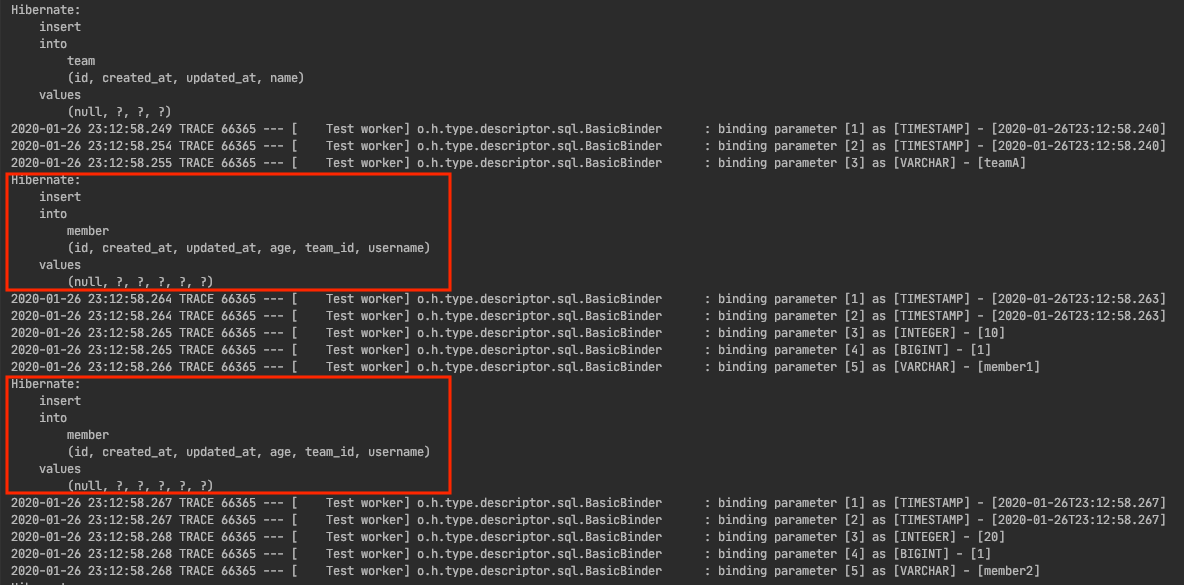 Hibernate:
    insert
    into
        team
        (id, created_at, updated_at, name)
    values
        (null, ?, ?, ?)
2020-01-26 23:12:58.249 TRACE 66365 --- [    Test worker] o.h.type.descriptor.sql.BasicBinder      : binding parameter [1] as [TIMESTAMP] - [2020-01-26T23:12:58.240]
2020-01-26 23:12:58.254 TRACE 66365 --- [    Test worker] o.h.type.descriptor.sql.BasicBinder      : binding parameter [2] as [TIMESTAMP] - [2020-01-26T23:12:58.240]
2020-01-26 23:12:58.255 TRACE 66365 --- [    Test worker] o.h.type.descriptor.sql.BasicBinder      : binding parameter [3] as [VARCHAR] - [teamA]
Hibernate:
    insert
    into
        member
        (id, created_at, updated_at, age, team_id, username)
    values
        (null, ?, ?, ?, ?, ?)
2020-01-26 23:12:58.264 TRACE 66365 --- [    Test worker] o.h.type.descriptor.sql.BasicBinder      : binding parameter [1] as [TIMESTAMP] - [2020-01-26T23:12:58.263]
2020-01-26 23:12:58.264 TRACE 66365 --- [    Test worker] o.h.type.descriptor.sql.BasicBinder      : binding parameter [2] as [TIMESTAMP] - [2020-01-26T23:12:58.263]
2020-01-26 23:12:58.265 TRACE 66365 --- [    Test worker] o.h.type.descriptor.sql.BasicBinder      : binding parameter [3] as [INTEGER] - [10]
2020-01-26 23:12:58.265 TRACE 66365 --- [    Test worker] o.h.type.descriptor.sql.BasicBinder      : binding parameter [4] as [BIGINT] - [1]
2020-01-26 23:12:58.266 TRACE 66365 --- [    Test worker] o.h.type.descriptor.sql.BasicBinder      : binding parameter [5] as [VARCHAR] - [member1]
Hibernate:
    insert
    into
        member
        (id, created_at, updated_at, age, team_id, username)
    values
        (null, ?, ?, ?, ?, ?)
2020-01-26 23:12:58.267 TRACE 66365 --- [    Test worker] o.h.type.descriptor.sql.BasicBinder      : binding parameter [1] as [TIMESTAMP] - [2020-01-26T23:12:58.267]
2020-01-26 23:12:58.267 TRACE 66365 --- [    Test worker] o.h.type.descriptor.sql.BasicBinder      : binding parameter [2] as [TIMESTAMP] - [2020-01-26T23:12:58.267]
2020-01-26 23:12:58.268 TRACE 66365 --- [    Test worker] o.h.type.descriptor.sql.BasicBinder      : binding parameter [3] as [INTEGER] - [20]
2020-01-26 23:12:58.268 TRACE 66365 --- [    Test worker] o.h.type.descriptor.sql.BasicBinder      : binding parameter [4] as [BIGINT] - [1]
2020-01-26 23:12:58.268 TRACE 66365 --- [    Test worker] o.h.type.descriptor.sql.BasicBinder      : binding parameter [5] as [VARCHAR] - [member2]